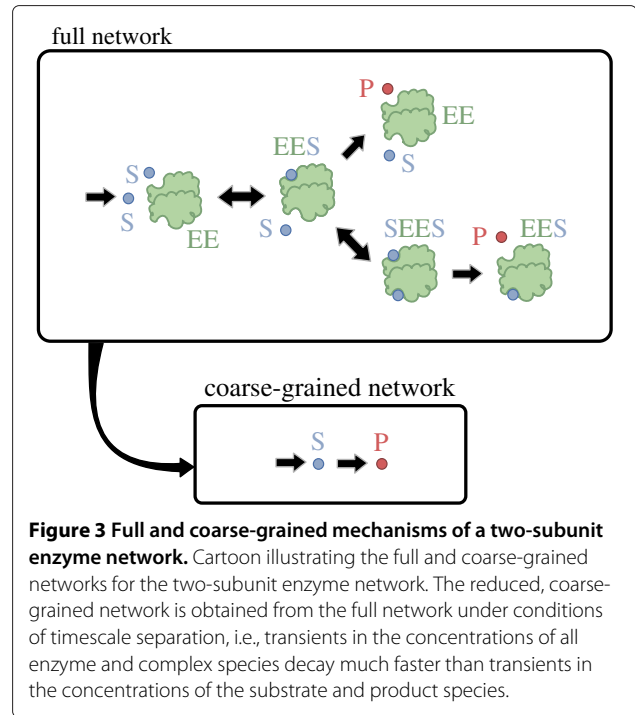 full network
P
EE
S
EES
S
S
EE
S
SEES
P
EES
coarse-grained network
S
P
Figure 3 Full and coarse-grained mechanisms of a two-subunit
enzyme network. Cartoon illustrating the full and coarse-grained
networks for the two-subunit enzyme network. The reduced, coarse-
grained network is obtained from the full network under conditions
of timescale separation, i.e., transients in the concentrations of all
enzyme and complex species decay much faster than transients in
the concentrations of the substrate and product species.